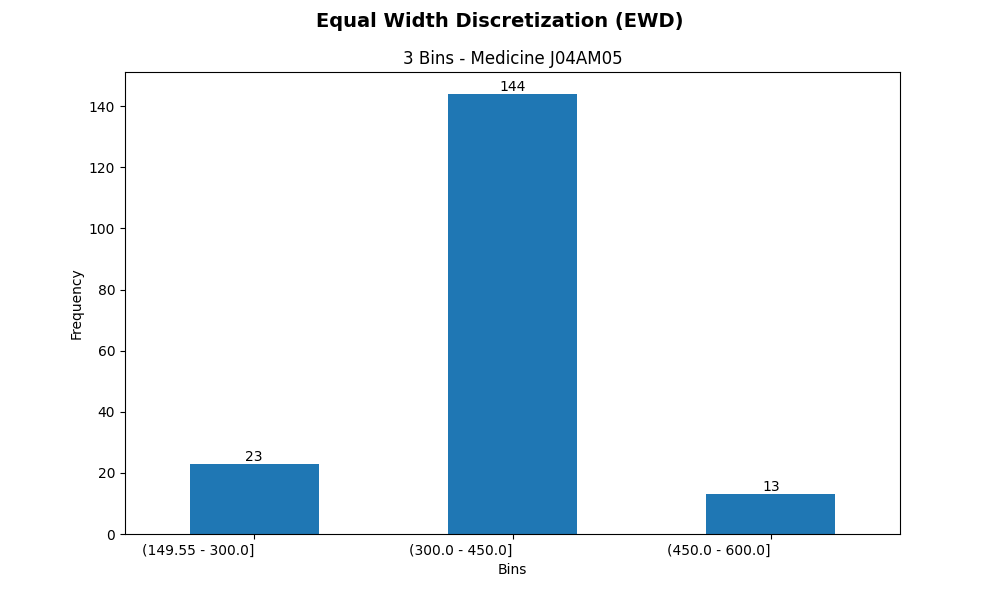 Equal Width Discretization (EWD)
3 Bins - Medicine J04AM05
144
140
120
100
80
60
40
20
0
Frequency
23
13
(149.55 - 300.0]
(300.0 - 450.0]
(450.0 - 600.0]
Bins